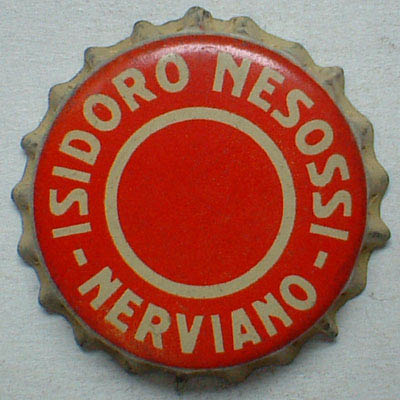 ISIDORO NESOSSI
- NERVIANO -